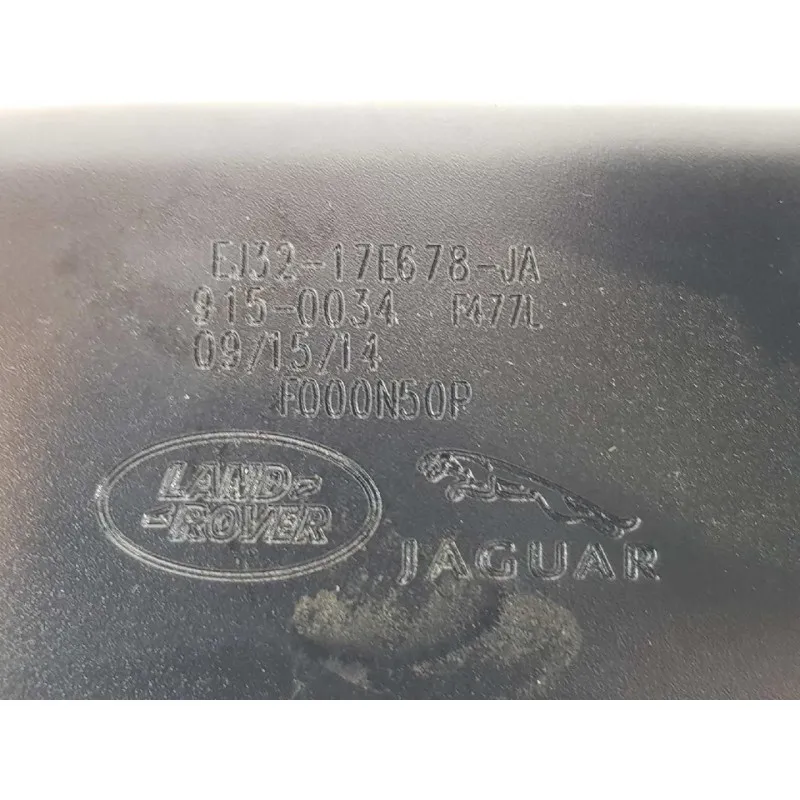 EJ32-17E678-JA
915-0034 F477L
09/15/14
F000N50P
LAND
ROVER
JAGUAR